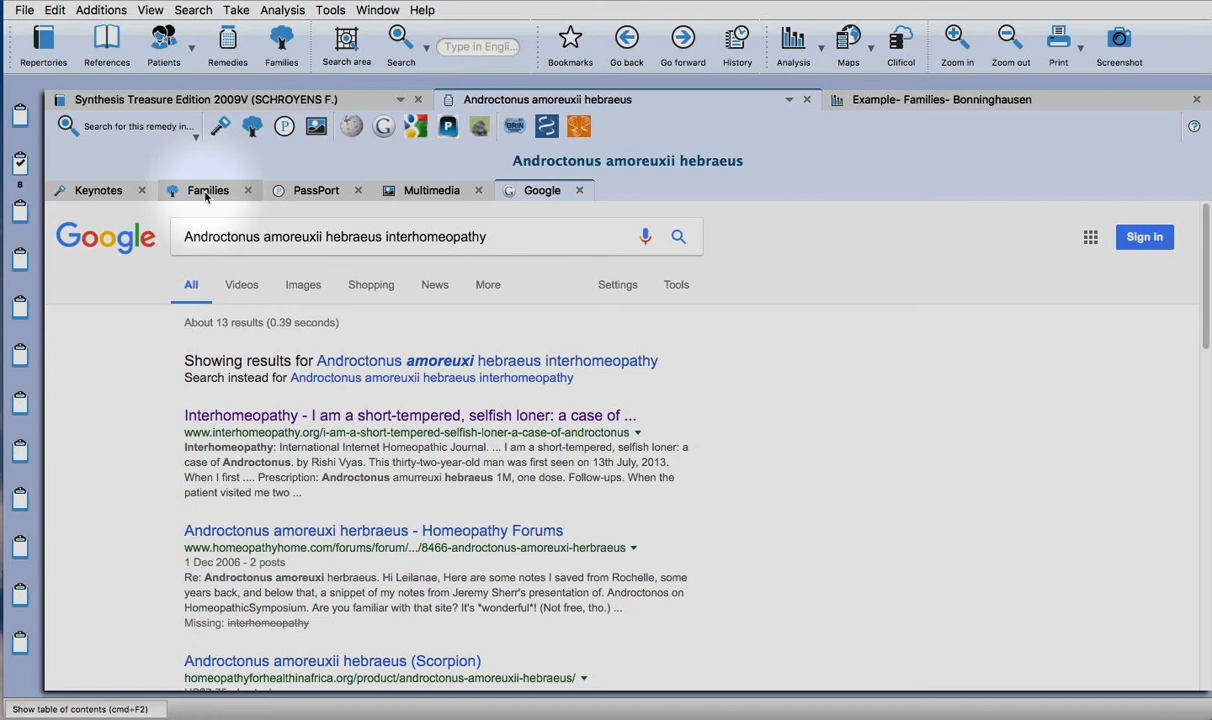 File Edit Additions View Search Take Analysis Tools Window Help
Type in Engli...
Repertories References Patients Remedies Families Search area Search Bookmarks Go back Go forward History Analysis Maps Clificol Zoom in Zoom out Print Screenshot
Synthesis Treasure Edition 2009V (SCHROYENS F.) Androctonus amoreuxii hebraeus Example- Families- Bonninghausen
Search for this remedy in...
Androctonus amoreuxii hebraeus
8
Keynotes Families PassPort Multimedia Google
Google Androctonus amoreuxii hebraeus interhomeopathy Sign in
All Videos Images Shopping News More Settings Tools
About 13 results (0.39 seconds)
Showing results for Androctonus amoreuxi hebraeus interhomeopathy
Search instead for Androctonus amoreuxii hebraeus interhomeopathy
Interhomeopathy - I am a short-tempered, selfish loner: a case of ...
www.interhomeopathy.org/i-am-a-short-tempered-selfish-loner-a-case-of-androctonus
Interhomeopathy: International Internet Homeopathic Journal. ... I am a short-tempered, selfish loner: a
case of Androctonus. by Rishi Vyas. This thirty-two-year-old man was first seen on 13th July, 2013.
When I first .... Prescription: Androctonus amurreuxi hebraeus 1M, one dose. Follow-ups. When the
patient visited me two ...
Androctonus amoreuxi herbraeus - Homeopathy Forums
www.homeopathyhome.com/forums/forum/.../8466-androctonus-amoreuxi-herbraeus
1 Dec 2006 - 2 posts
Re: Androctonus amoreuxi herbraeus. Hi Leilanae, Here are some notes I saved from Rochelle, some
years back, and below that, a snippet of my notes from Jeremy Sherr's presentation of. Androctonos on
HomeopathicSymposium. Are you familiar with that site? It's *wonderful*! (Not free, tho.) ...
Missing: interhomeopathy
Androctonus amoreuxii hebraeus (Scorpion)
homeopathyforhealthinafrica.org/product/androctonus-amoreuxii-hebraeus/
Show table of contents (cmd+F2)